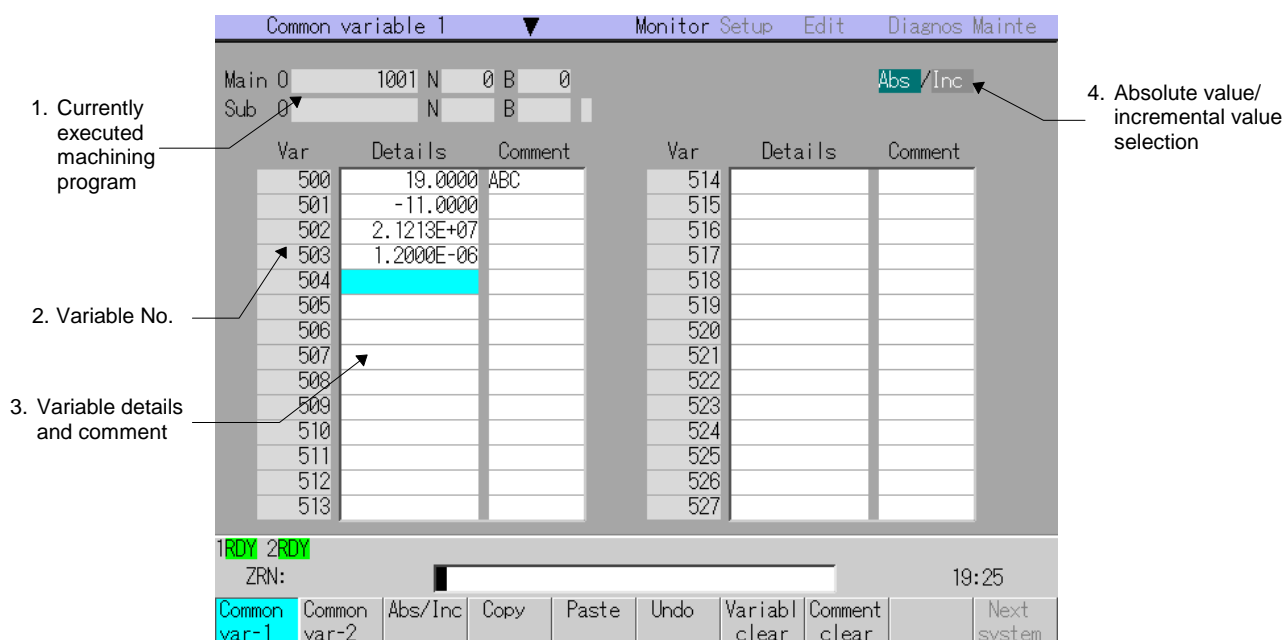 Common variable 1 ▼ Monitor Setup Edit Diagnos Mainte
Main O 1001 N 0 B 0 Abs /Inc
Sub O N B
1. Currently
executed
machining
program
4. Absolute value/
incremental value
selection
Var Details Comment Var Details Comment
500 19.0000 ABC 514
501 -11.0000 515
502 2.1213E+07 516
503 1.2000E-06 517
504 518
505 519
2. Variable No.
506 520
507 521
508 522
3. Variable details
and comment
509 523
510 524
511 525
512 526
513 527
1RDY 2RDY
ZRN: 19:25
Common Common Abs/Inc Copy Paste Undo Variabl Comment Next
var-1 var-2 clear clear system